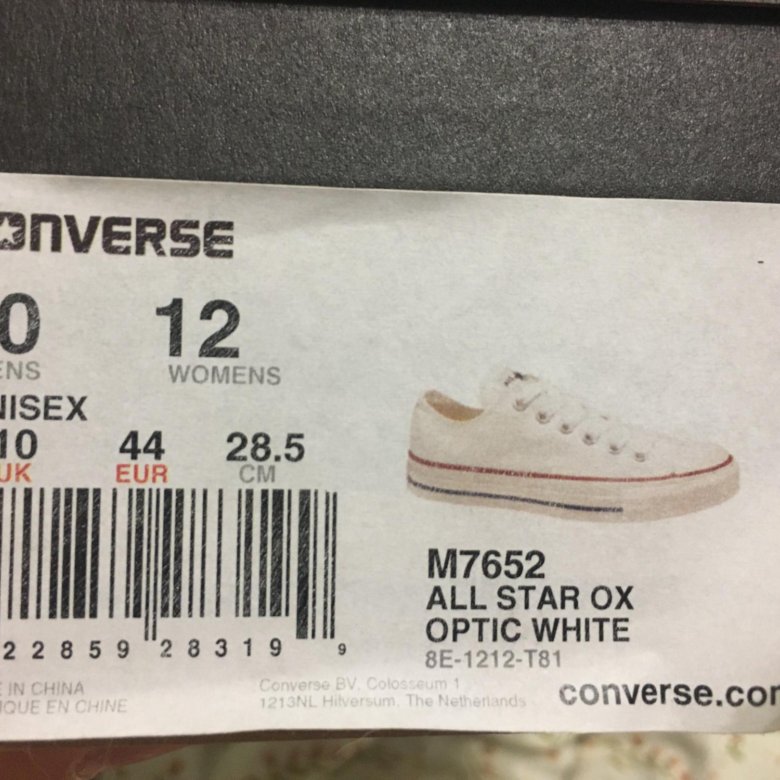 ONVERSE
0 12
ENS WOMENS
NISEX
10 44 28.5
UK EUR CM
M7652
ALL STAR OX
OPTIC WHITE
8E-1212-T81
22859 28319 9
IN CHINA
IQUE EN CHINE
Converse BV, Colosseum 1
1213NL Hilversum, The Netherlands
converse.com